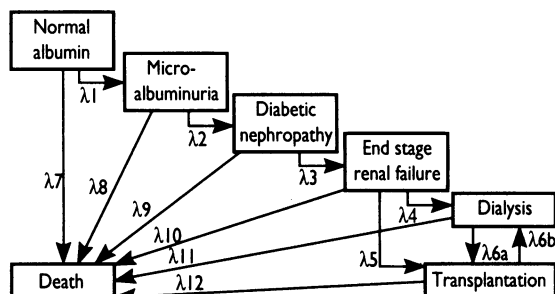 Normal
albumin
λ1
Micro-
albuminuria
λ2
Diabetic
nephropathy
λ3
End stage
renal failure
λ4
Dialysis
λ7
λ8
λ9
λ10
λ11
λ12
λ5
λ6a
λ6b
Death
Transplantation